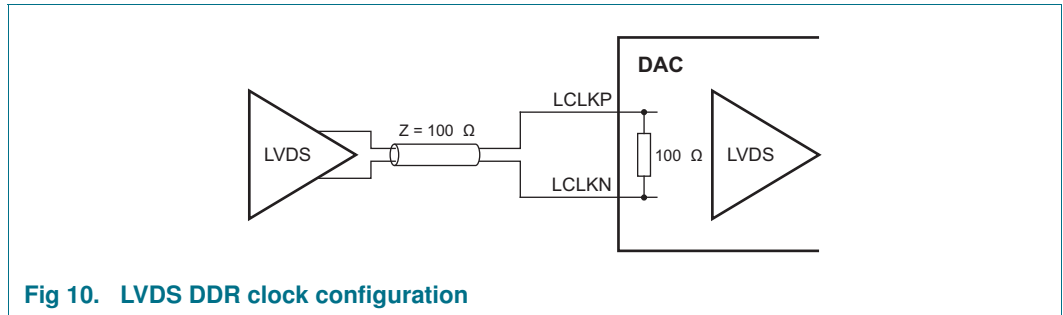 DAC
LCLKP
Z = 100 Ω
LVDS
100 Ω
LVDS
LCLKN
Fig 10. LVDS DDR clock configuration